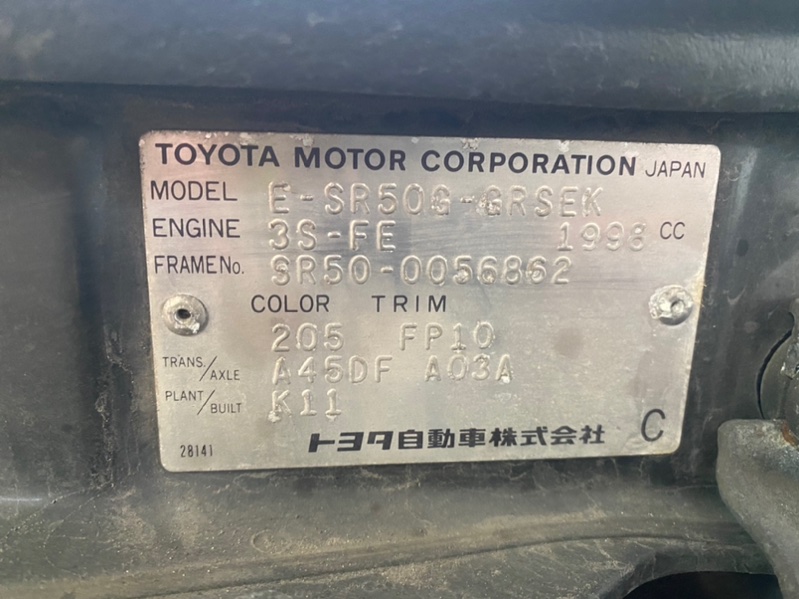 TOYOTA MOTOR CORPORATION JAPAN
MODEL E-SR50G-GRSEK
ENGINE 3S-FE 1998 CC
FRAME No. SR50-0056862
COLOR TRIM
205 FP10
TRANS./AXLE A45DF A03A
PLANT/BUILT K11
28141 トヨタ自動車株式会社 C